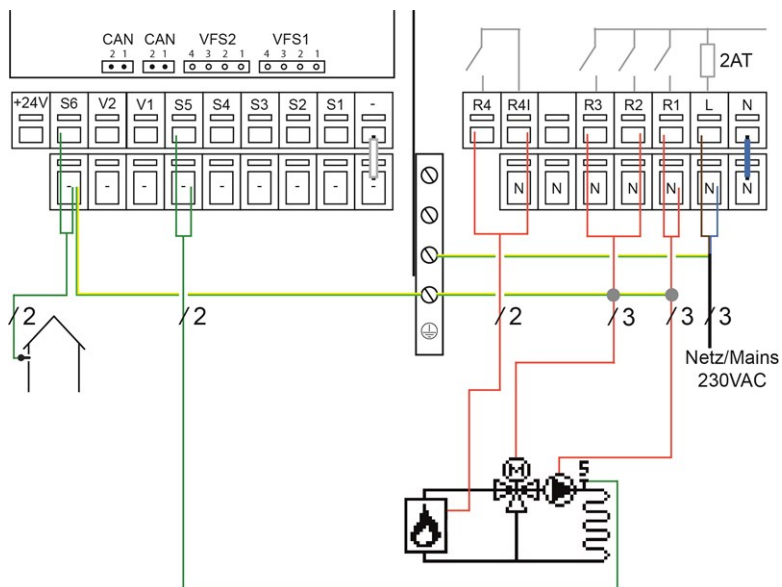 CAN CAN VFS2 VFS1
2 1 2 1 4 3 2 1 4 3 2 1
2AT
+24V S6 V2 V1 S5 S4 S3 S2 S1 - R4 R4I R3 R2 R1 L N
- - - - - - - - - N N N N N N
2 2 2 3 3 3
Netz/Mains
230VAC
M S